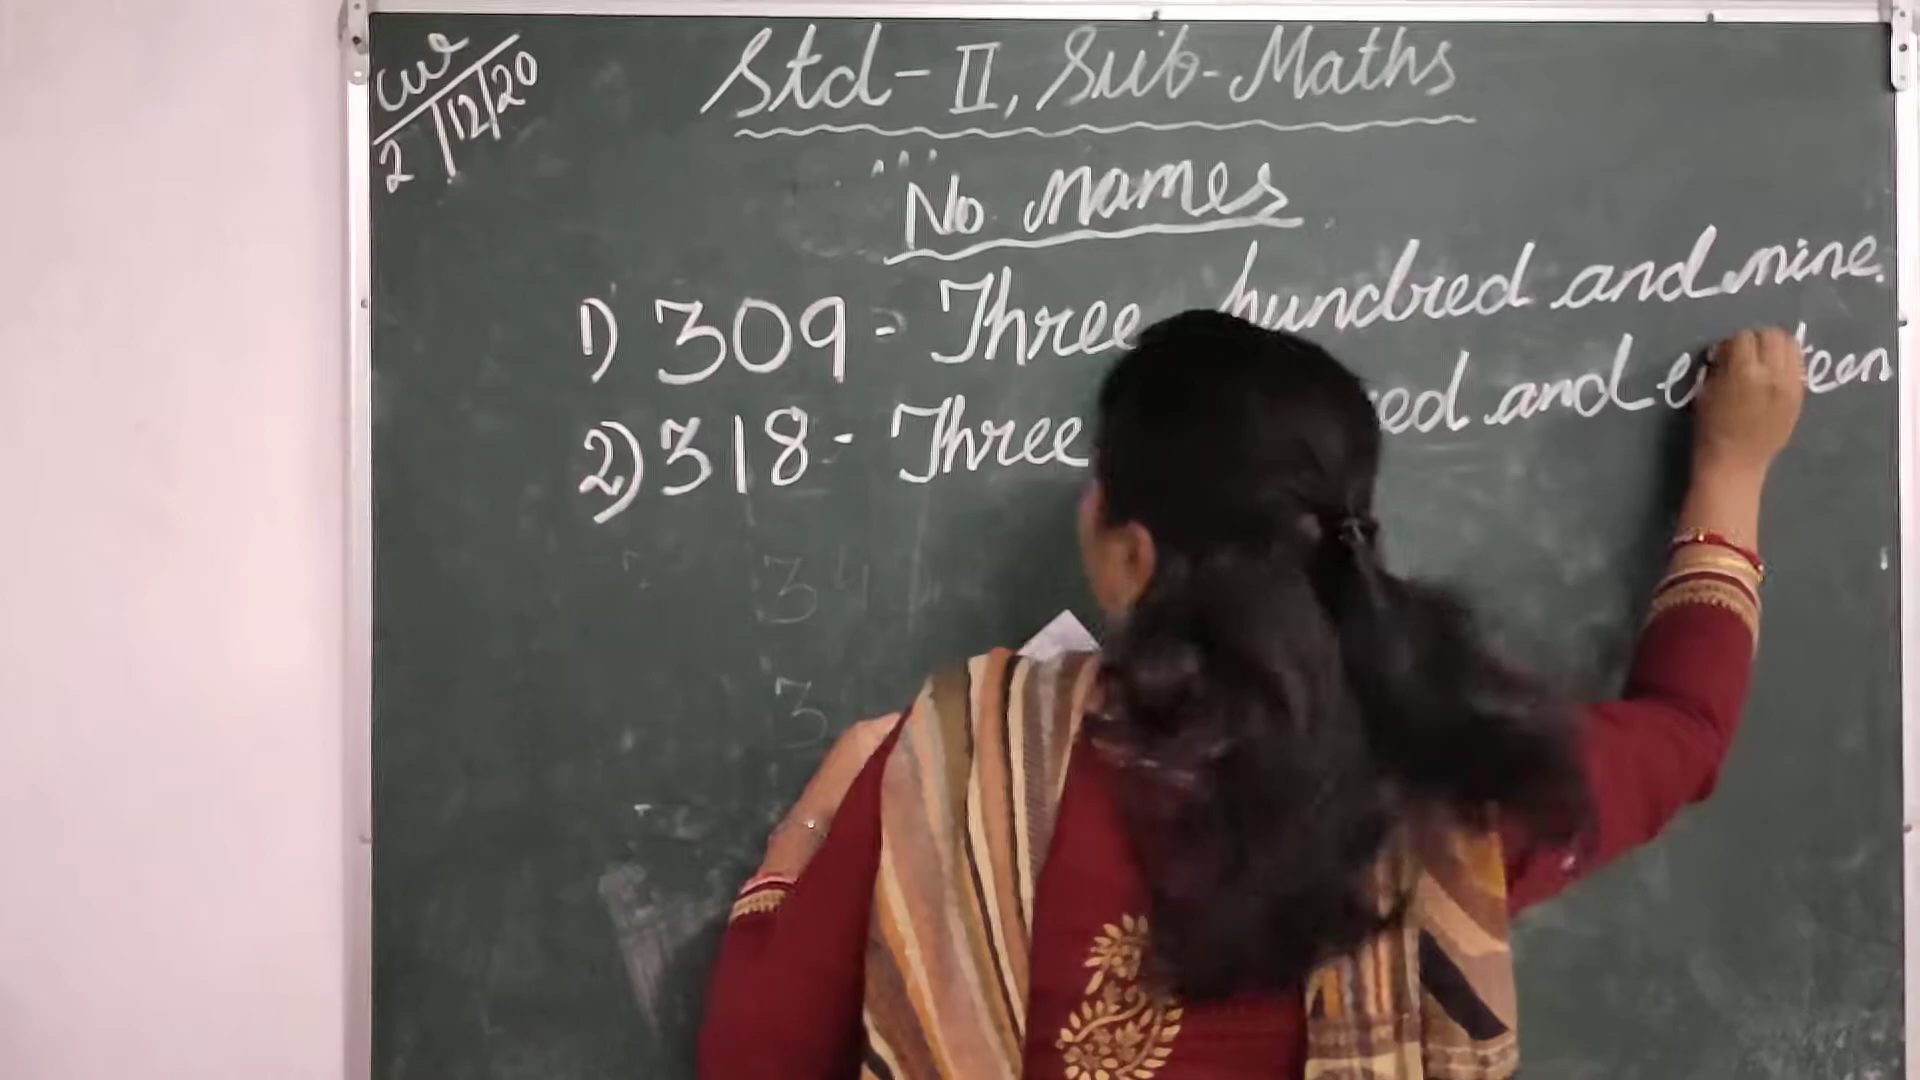 cw
2/12/20
Std-II, Sub-Maths
No names
1) 309 - Three hundred and nine.
2) 318 - Three and
3 4
3